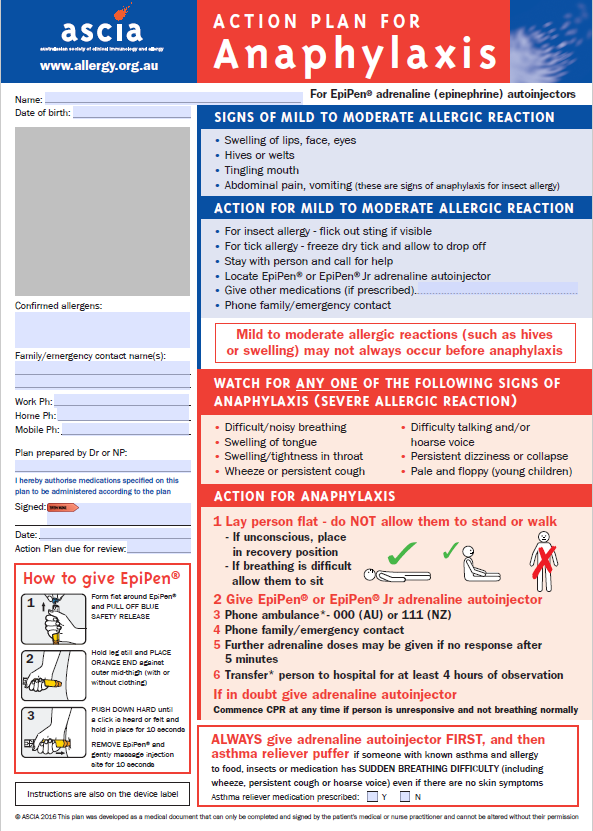 ascia
australasian society of clinical immunology and allergy
www.allergy.org.au
ACTION PLAN FOR
Anaphylaxis
For EpiPen® adrenaline (epinephrine) autoinjectors
Name:
Date of birth:
Confirmed allergens:
Family/emergency contact name(s):
Work Ph:
Home Ph:
Mobile Ph:
Plan prepared by Dr or NP:
I hereby authorise medications specified on this
plan to be administered according to the plan
Signed:
Date:
Action Plan due for review:
How to give EpiPen®
1
Form fist around EpiPen®
and PULL OFF BLUE
SAFETY RELEASE
2
Hold leg still and PLACE
ORANGE END against
outer mid-thigh (with or
without clothing)
3
PUSH DOWN HARD until
a click is heard or felt and
hold in place for 10 seconds
REMOVE EpiPen® and
gently massage injection
site for 10 seconds
Instructions are also on the device label
SIGNS OF MILD TO MODERATE ALLERGIC REACTION
• Swelling of lips, face, eyes
• Hives or welts
• Tingling mouth
• Abdominal pain, vomiting (these are signs of anaphylaxis for insect allergy)
ACTION FOR MILD TO MODERATE ALLERGIC REACTION
• For insect allergy - flick out sting if visible
• For tick allergy - freeze dry tick and allow to drop off
• Stay with person and call for help
• Locate EpiPen® or EpiPen® Jr adrenaline autoinjector
• Give other medications (if prescribed)................................................
• Phone family/emergency contact
Mild to moderate allergic reactions (such as hives
or swelling) may not always occur before anaphylaxis
WATCH FOR ANY ONE OF THE FOLLOWING SIGNS OF
ANAPHYLAXIS (SEVERE ALLERGIC REACTION)
• Difficult/noisy breathing
• Swelling of tongue
• Swelling/tightness in throat
• Wheeze or persistent cough
• Difficulty talking and/or
hoarse voice
• Persistent dizziness or collapse
• Pale and floppy (young children)
ACTION FOR ANAPHYLAXIS
1 Lay person flat - do NOT allow them to stand or walk
- If unconscious, place
in recovery position
- If breathing is difficult
allow them to sit
2 Give EpiPen® or EpiPen® Jr adrenaline autoinjector
3 Phone ambulance*- 000 (AU) or 111 (NZ)
4 Phone family/emergency contact
5 Further adrenaline doses may be given if no response after
5 minutes
6 Transfer* person to hospital for at least 4 hours of observation
If in doubt give adrenaline autoinjector
Commence CPR at any time if person is unresponsive and not breathing normally
ALWAYS give adrenaline autoinjector FIRST, and then
asthma reliever puffer if someone with known asthma and allergy
to food, insects or medication has SUDDEN BREATHING DIFFICULTY (including
wheeze, persistent cough or hoarse voice) even if there are no skin symptoms
Asthma reliever medication prescribed: Y N
© ASCIA 2016 This plan was developed as a medical document that can only be completed and signed by the patient's medical or nurse practitioner and cannot be altered without their permission